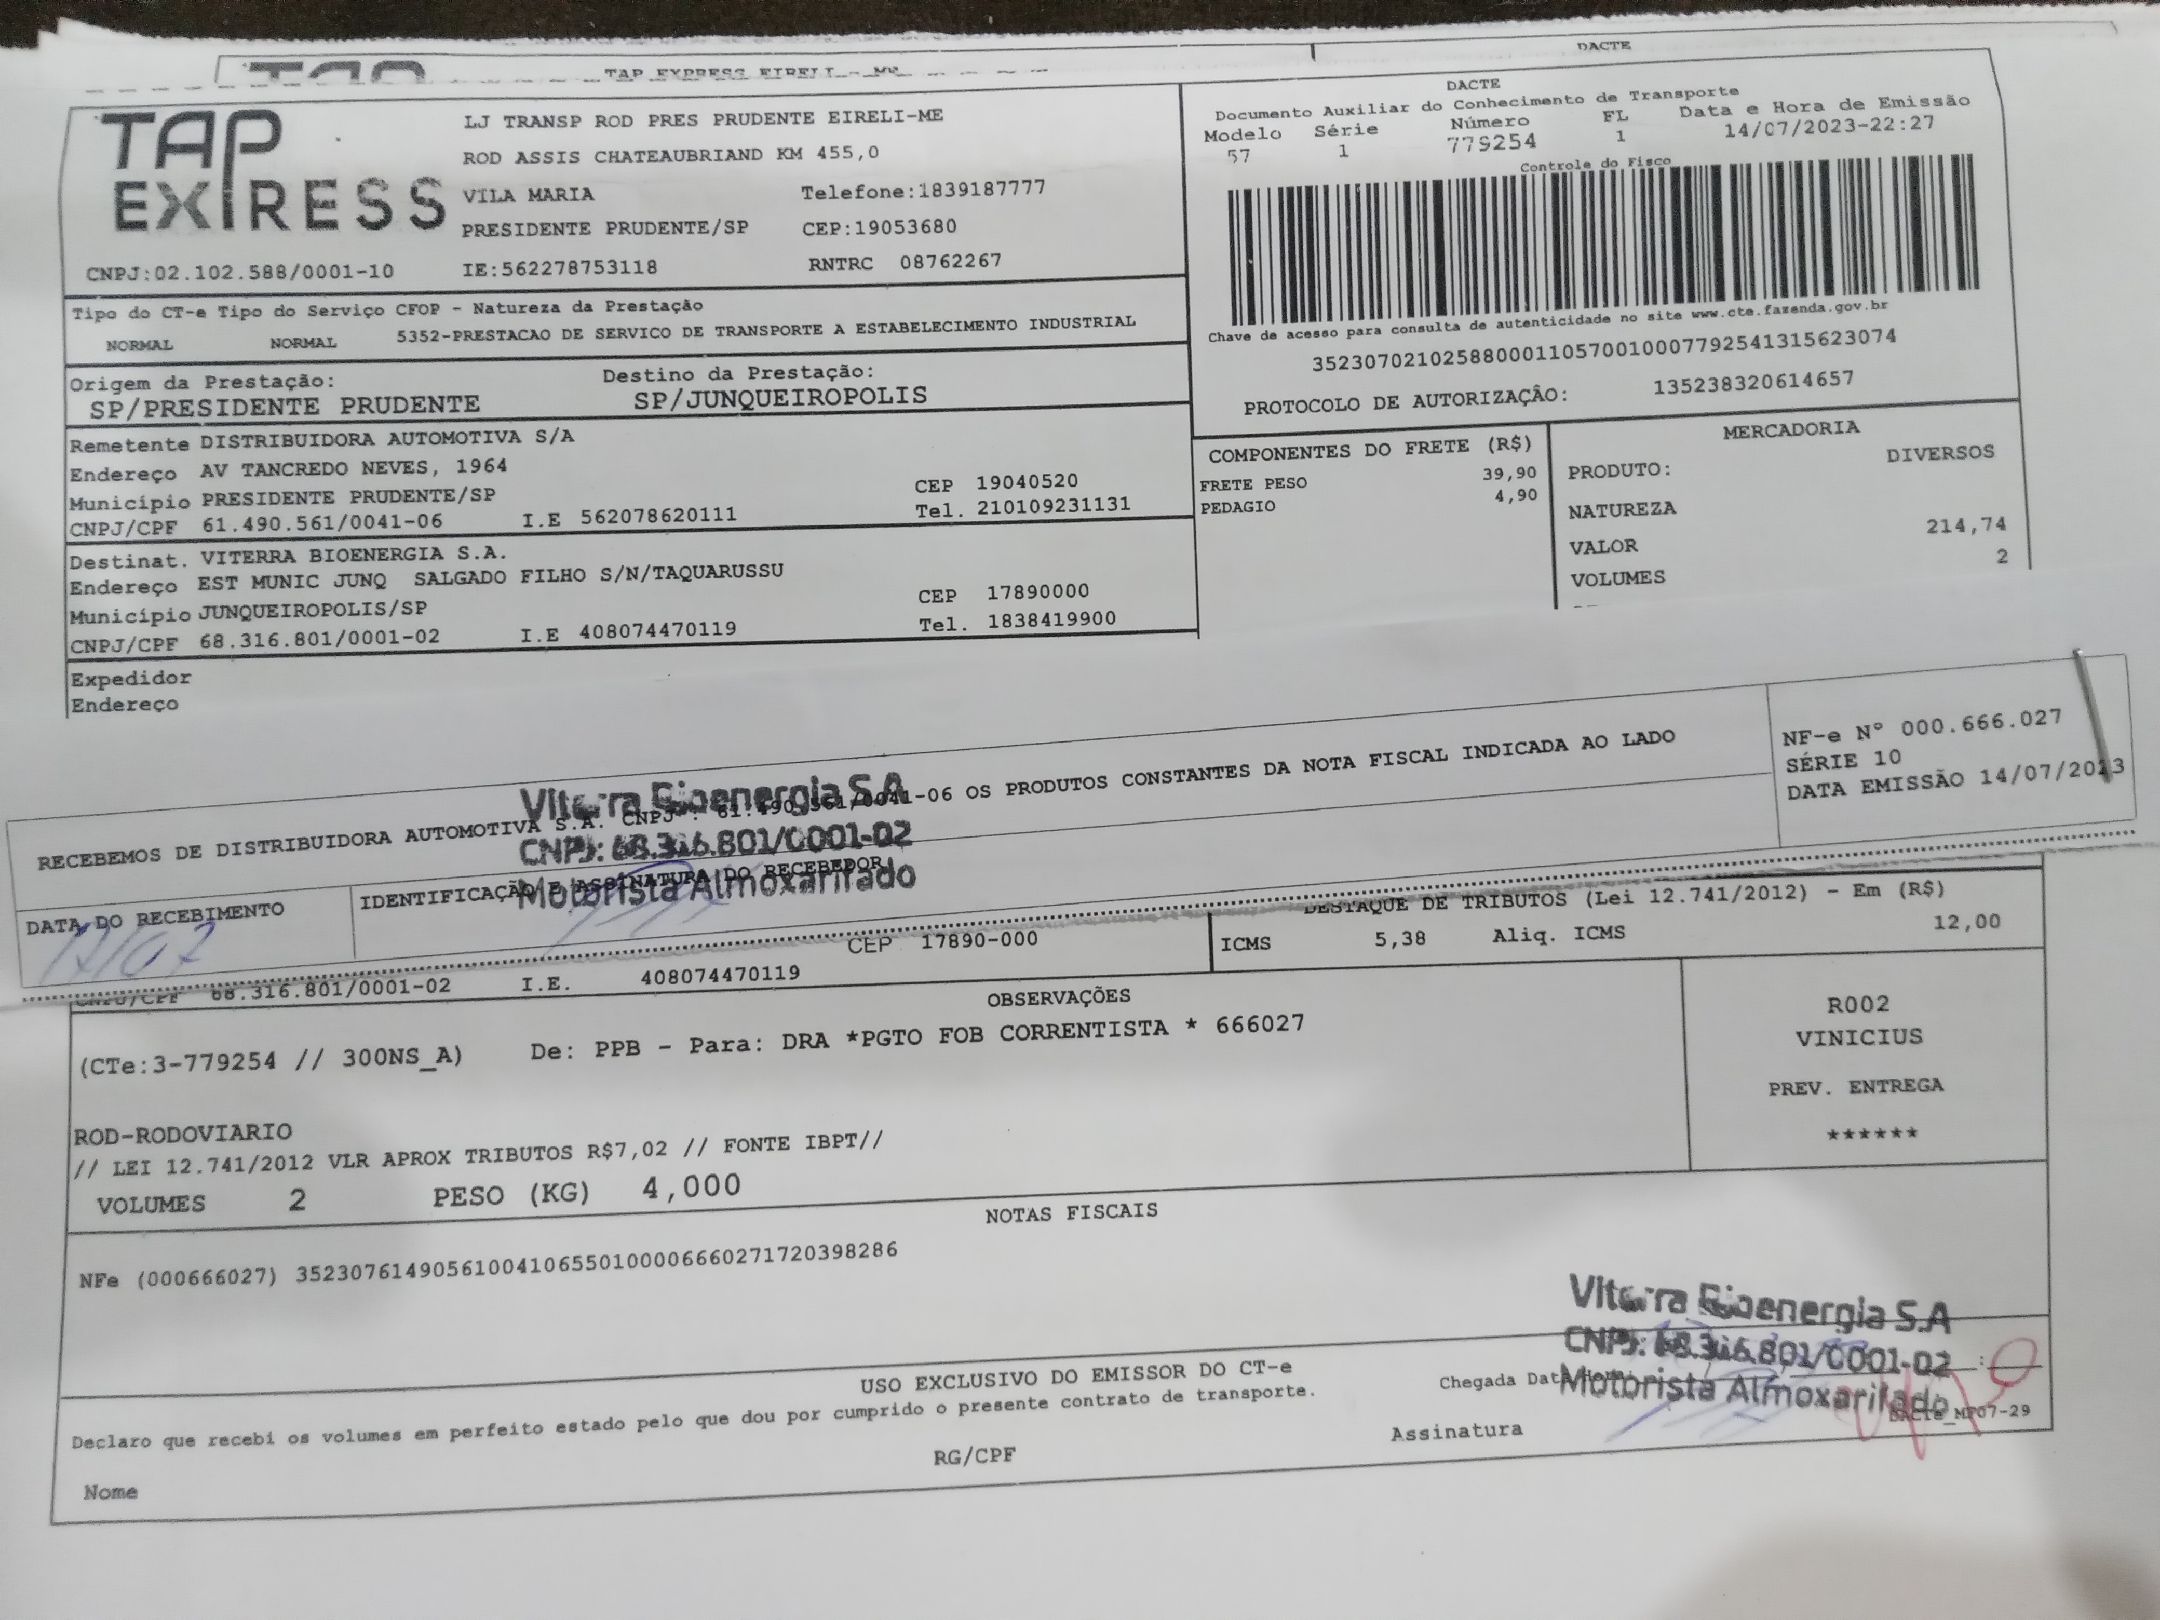 DACTE
TAP EXPRESS EIRELI - ME
TAP EXPRESS
LJ TRANSP ROD PRES PRUDENTE EIRELI-ME
ROD ASSIS CHATEAUBRIAND KM 455,0
VILA MARIA Telefone:1839187777
PRESIDENTE PRUDENTE/SP CEP:19053680
CNPJ:02.102.588/0001-10 IE:562278753118 RNTRC 08762267
DACTE
Documento Auxiliar do Conhecimento de Transporte
Modelo Série Número FL Data e Hora de Emissão
57 1 779254 1 14/07/2023-22:27
Controle do Fisco
Chave de acesso para consulta de autenticidade no site www.cte.fazenda.gov.br
35230702102588000110570010007792541315623074
PROTOCOLO DE AUTORIZAÇÂO: 135238320614657
Tipo do CT-e Tipo do Serviço CFOP - Natureza da Prestação
NORMAL NORMAL 5352-PRESTACAO DE SERVICO DE TRANSPORTE A ESTABELECIMENTO INDUSTRIAL
Origem da Prestação: Destino da Prestação:
SP/PRESIDENTE PRUDENTE SP/JUNQUEIROPOLIS
Remetente DISTRIBUIDORA AUTOMOTIVA S/A
Endereço AV TANCREDO NEVES, 1964
Município PRESIDENTE PRUDENTE/SP CEP 19040520
CNPJ/CPF 61.490.561/0041-06 I.E 562078620111 Tel. 210109231131
Destinat. VITERRA BIOENERGIA S.A.
Endereço EST MUNIC JUNQ SALGADO FILHO S/N/TAQUARUSSU
Município JUNQUEIROPOLIS/SP CEP 17890000
CNPJ/CPF 68.316.801/0001-02 I.E 408074470119 Tel. 1838419900
Expedidor
Endereço
COMPONENTES DO FRETE (R$)
FRETE PESO 39,90
PEDAGIO 4,90
MERCADORIA
PRODUTO: DIVERSOS
NATUREZA
VALOR 214,74
VOLUMES 2
RECEBEMOS DE DISTRIBUIDORA AUTOMOTIVA S.A. CNPJ : 61.490.561/0041-06 OS PRODUTOS CONSTANTES DA NOTA FISCAL INDICADA AO LADO
NF-e Nº 000.666.027
SÉRIE 10
DATA EMISSÃO 14/07/2023
DATA DO RECEBIMENTO
17/07
IDENTIFICAÇÃO E ASSINATURA DO RECEBEDOR
Viterra Bioenergia S.A
CNPJ: 68.316.801/0001-02
Motorista Almoxarifado
CEP 17890-000
CNPJ/CPF 68.316.801/0001-02 I.E. 408074470119
DESTAQUE DE TRIBUTOS (Lei 12.741/2012) - Em (R$)
ICMS 5,38 Aliq. ICMS 12,00
OBSERVAÇÕES
(CTe:3-779254 // 300NS_A) De: PPB - Para: DRA *PGTO FOB CORRENTISTA * 666027
ROD-RODOVIARIO
// LEI 12.741/2012 VLR APROX TRIBUTOS R$7,02 // FONTE IBPT//
VOLUMES 2 PESO (KG) 4,000
R002
VINICIUS
PREV. ENTREGA
******
NOTAS FISCAIS
NFe (000666027) 35230761490561004106550100006660271720398286
USO EXCLUSIVO DO EMISSOR DO CT-e
Declaro que recebi os volumes em perfeito estado pelo que dou por cumprido o presente contrato de transporte.
Nome RG/CPF
Chegada Data
Assinatura
Viterra Bioenergia S.A
CNPJ: 68.316.801/0001-02
Motorista Almoxarifado